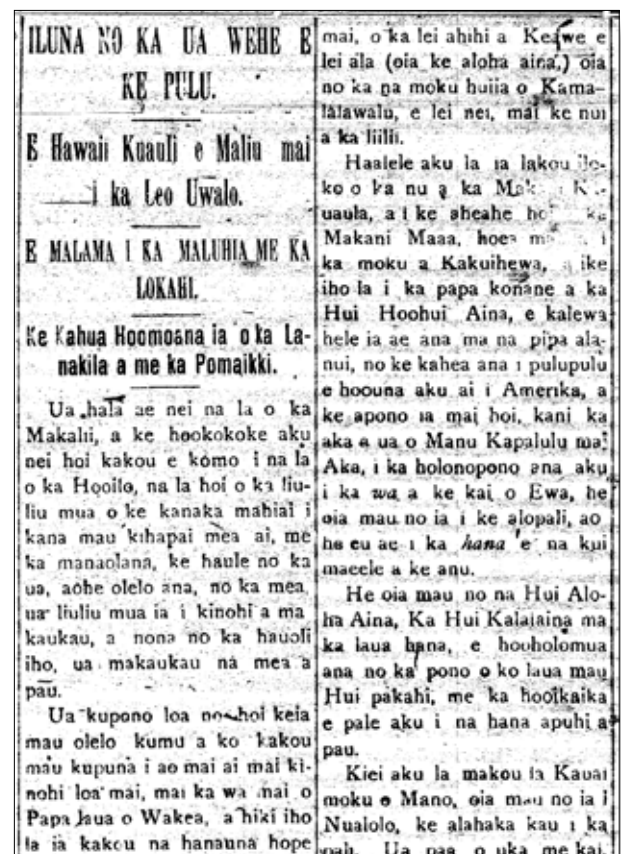 ILUNA NO KA UA WEHE E
KE PULU.
E Hawaii Kuauli e Maliu mai
i ka Leo Uwalo.
E MALAMA I KA MALUHIA ME KA
LOKAHI.
Ke Kahua Hoomoana ia o ka La-
nakila a me ka Pomaikki.
Ua hala ae nei na la o ka
Makalii, a ke hookokoke aku
nei hoi kakou e komo i na la
o ka Hooilo, na la hoi o ka liu-
liu mua o ke kanaka mahiai i
kana mau kihapai mea ai, me
ka manaolana, ke haule no ka
ua, aohe olelo ana, no ka mea,
ua liuliu mua ia i kinohi a ma
kaukau, a nona no ka hauoli
iho, ua makaukau na mea a
pau.
Ua kupono loa no hoi keia
mau olelo kumu a ko kakou
mau kupuna i ao mai ai mai ki-
nohi loa mai, mai ka wa mai o
Papa laua o Wakea, a hiki iho
la ia kakou na hanauna hope
mai, o ka lei ahihi a Keawe e
lei ala (oia ke aloha aina,) oia
no ka na moku huiia o Kama-
lalawalu, e lei nei, mai ke nui
a ka liilii.
Haalele aku la ia lakou ilo-
ko o ka nu a ka
uaula, a i ke aheahe
Makani Maaa, i
ka moku a Kakuihewa, ike
iho la i ka papa konane a ka
Hui Hoohui Aina, e kalewa
hele ia ae ana ma na pipa ala-
nui, no ke kahea ana i pulupulu
e hoouna aku ai i Amerika, a
ke apono ia mai hoi, kani ka
aka a ua o Manu Kapalulu mai
Aka, i ka holonopono ana aku
i ka wa a ke kai o Ewa, he
oia mau no ia i ke alopali, ao
he eu ae i ka hana e na kui
maeele a ke anu.
He oia mau no na Hui Alo-
ha Aina, Ka Hui Kalaiaina ma
ka laua hana, e hooholomua
ana no ka pono o ko laua mau
Hui pakahi, me ka hooikaika
e pale aku i na hana apuhi a
pau.
Kiei aku la makou ia Kauai
moku o Mano, oia mau no ia i
Nualolo, ke alahaka kau i ka
pali. Ua paa o uka me kai,